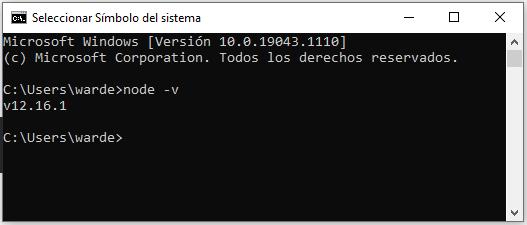 Seleccionar Símbolo del sistema
Microsoft Windows [Versión 10.0.19043.1110]
(c) Microsoft Corporation. Todos los derechos reservados.
C:\Users\warde>node -v
v12.16.1
C:\Users\warde>